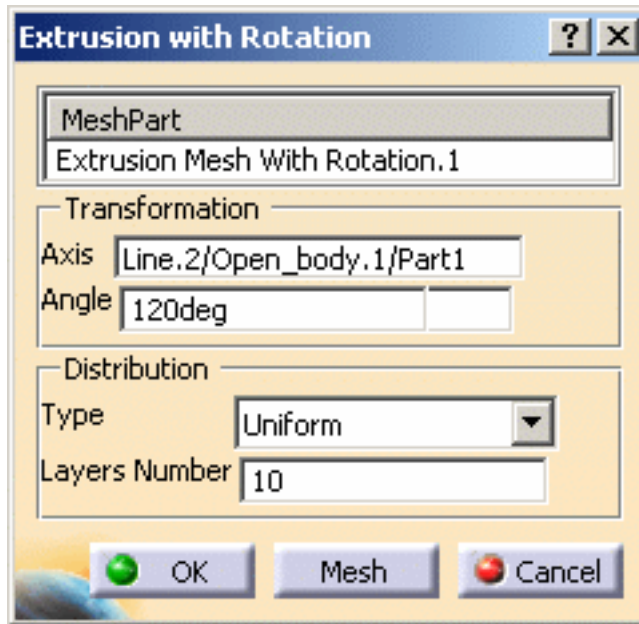 Extrusion with Rotation ? X
MeshPart
Extrusion Mesh With Rotation.1
Transformation
Axis Line.2/Open_body.1/Part1
Angle 120deg
Distribution
Type Uniform
Layers Number 10
OK Mesh Cancel